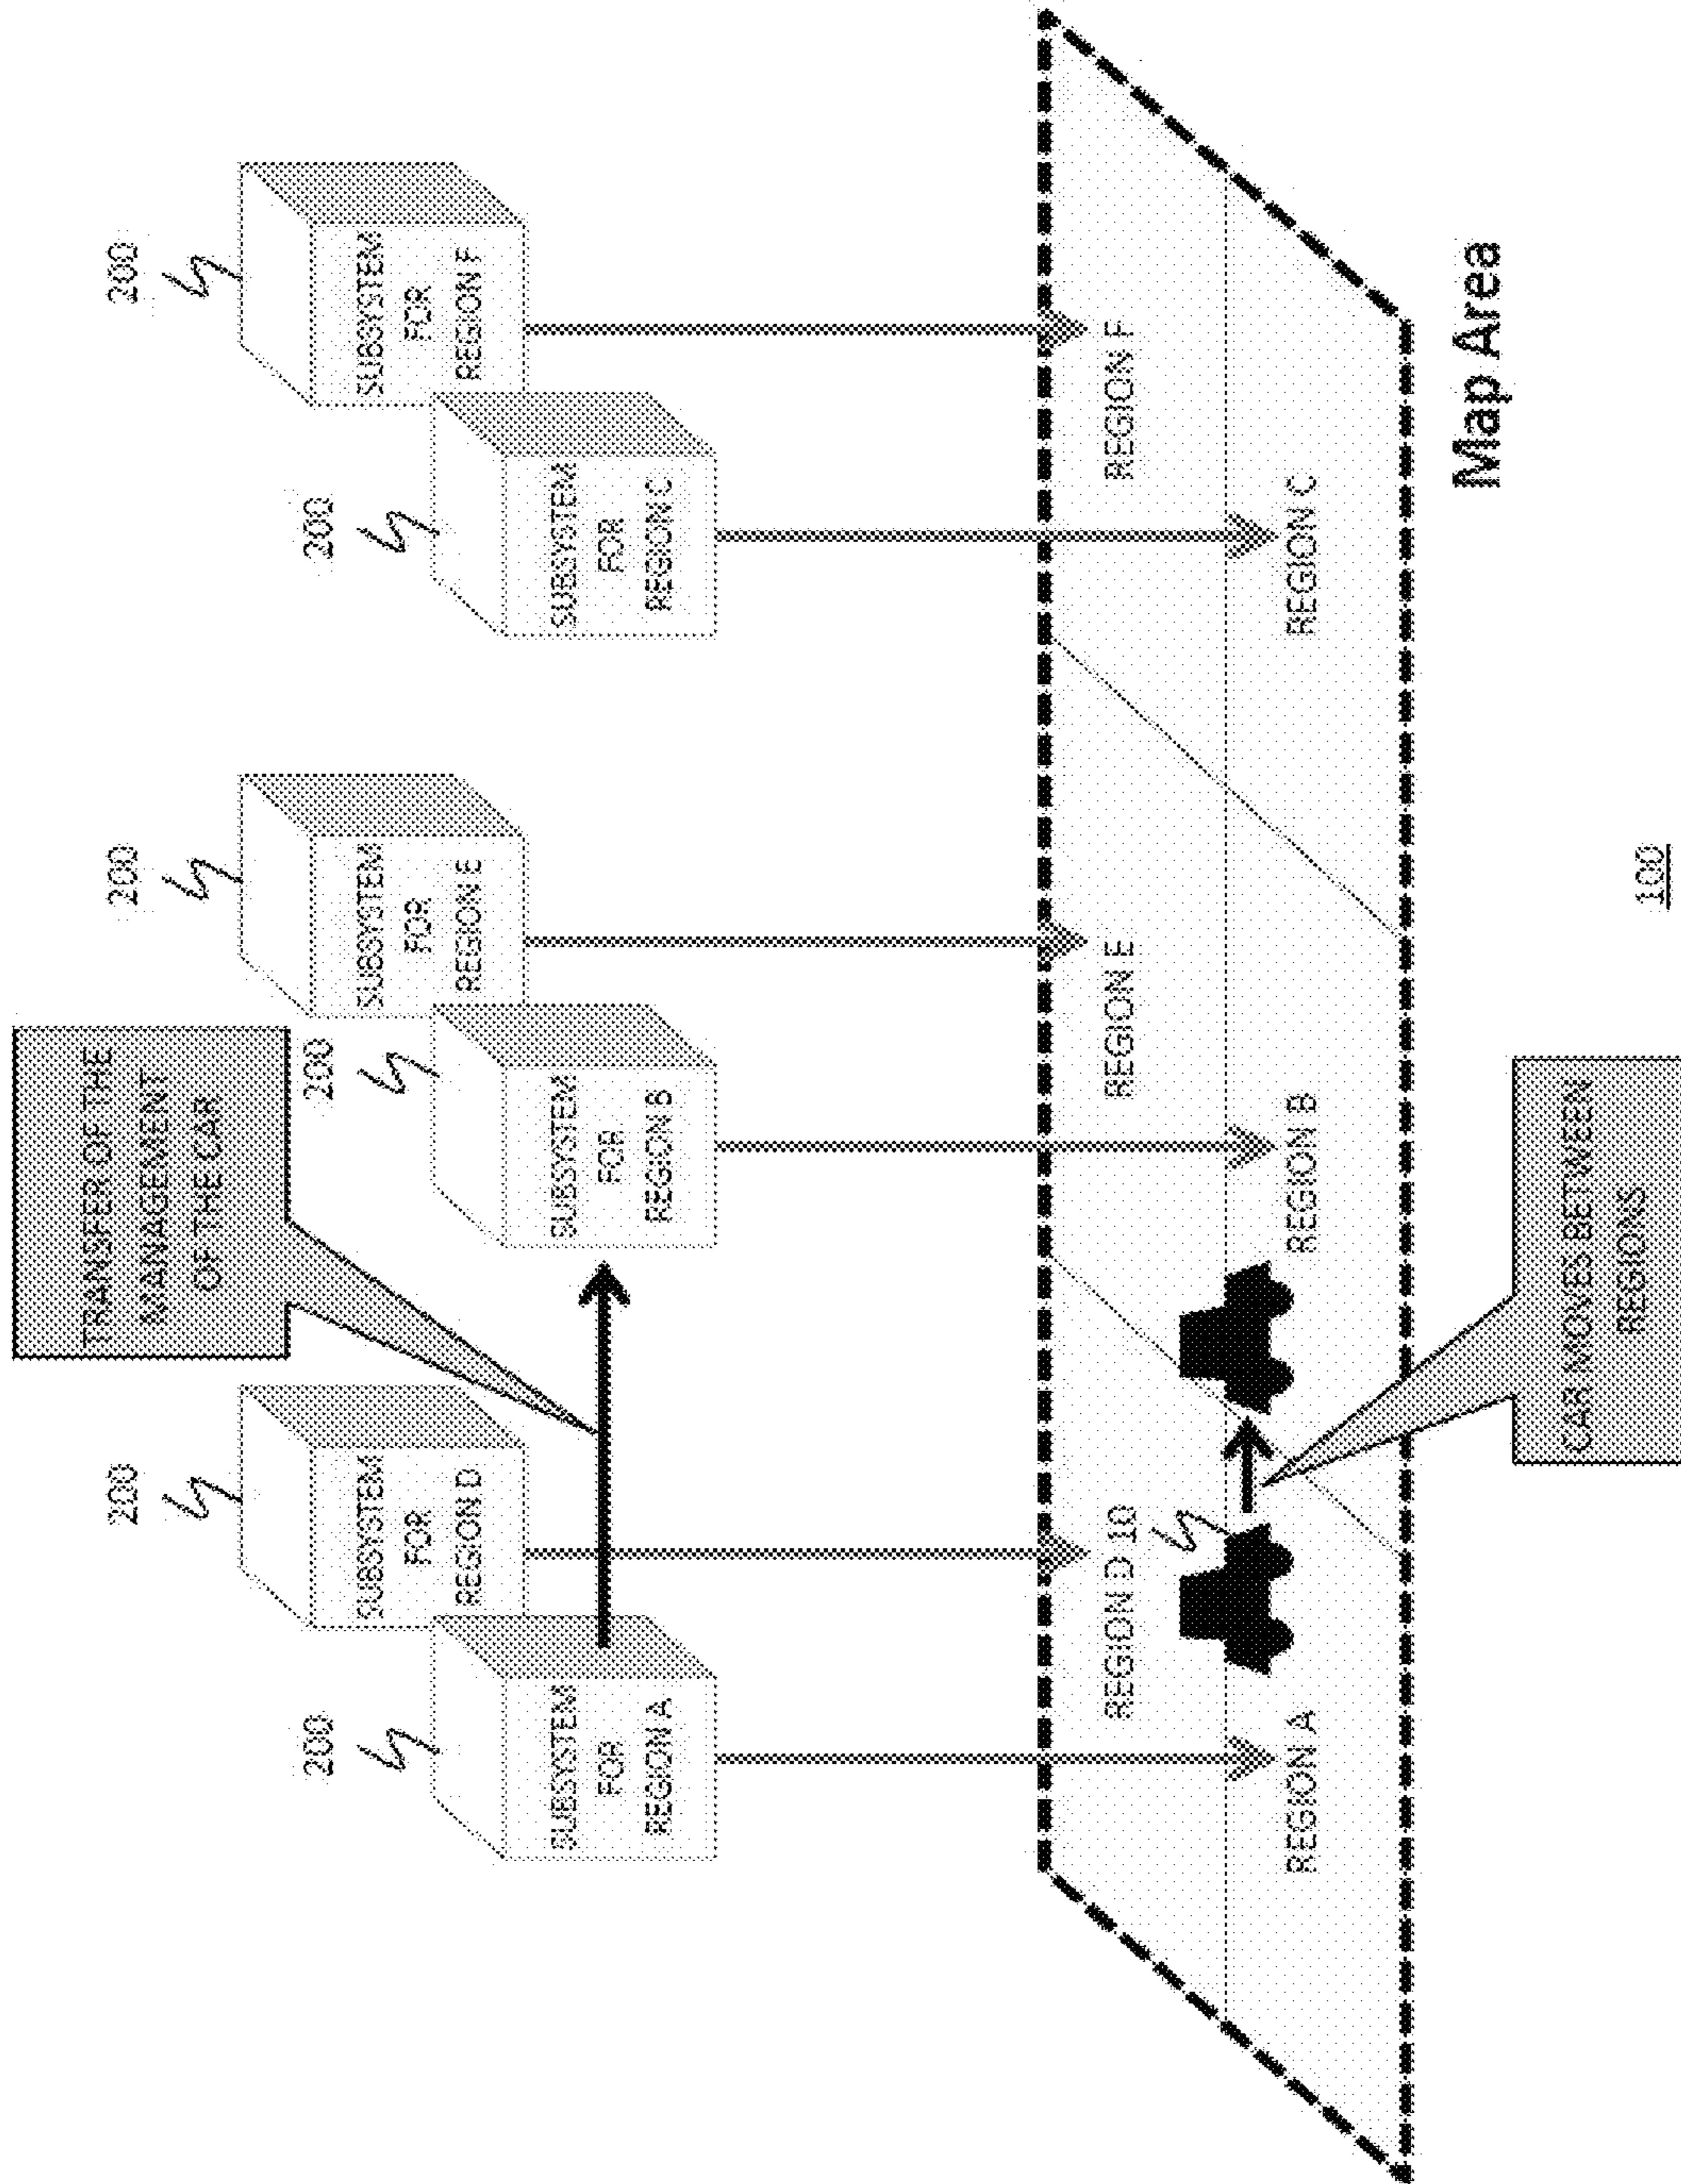 TRANSFER OF THE
MANAGEMENT
OF THE CAR
200
200
200
SUBSYSTEM
FOR
REGION D
SUBSYSTEM
FOR
REGION E
SUBSYSTEM
FOR
REGION F
200
200
200
SUBSYSTEM
FOR
REGION A
SUBSYSTEM
FOR
REGION B
SUBSYSTEM
FOR
REGION C
REGION D
10
REGION E
REGION F
REGION A
REGION B
REGION C
Map Area
CAR MOVES BETWEEN
REGIONS
100